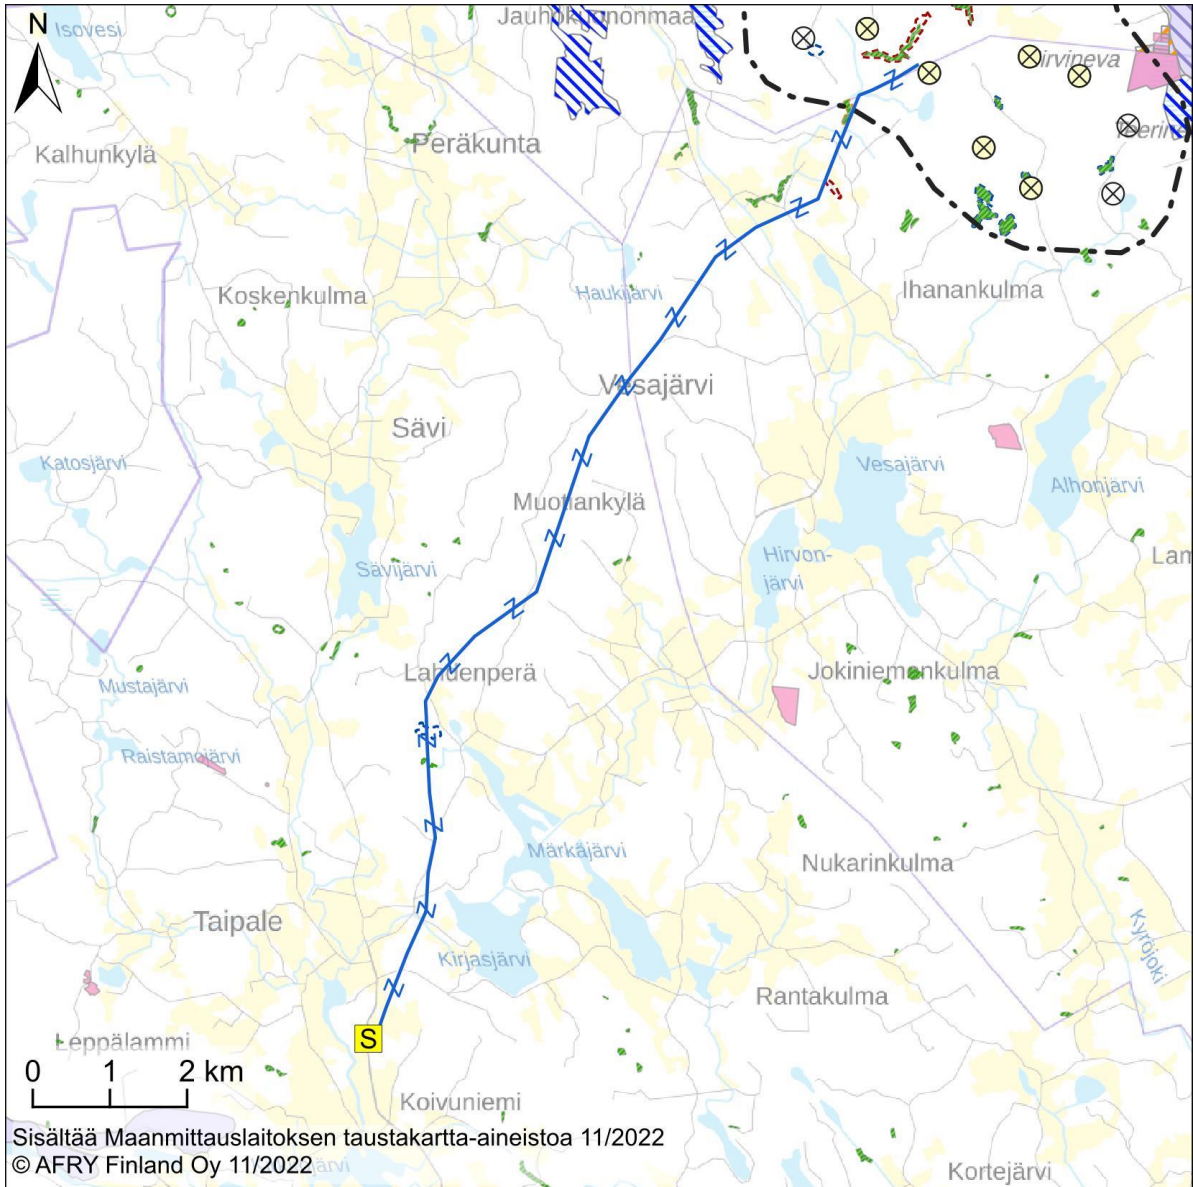 Jauhokunnonmaa
Isovesi
N
Kalhunkylä
Peräkunta
Koskenkulma
Haukijärvi
Ihanankulma
Vesajärvi
Sävi
Katosjärvi
Vesajärvi
Alhonjärvi
Muotiankylä
Hirvon-
järvi
Sävijärvi
Lahdenperä
Jokiniemenkulma
Mustajärvi
Raistamojärvi
Märkäjärvi
Nukarinkulma
Taipale
Kyröjoki
Kirjasjärvi
Rantakulma
S
Leppälammi
0 1 2 km
Koivuniemi
Sisältää Maanmittauslaitoksen taustakartta-aineistoa 11/2022
© AFRY Finland Oy 11/2022
Kortejärvi